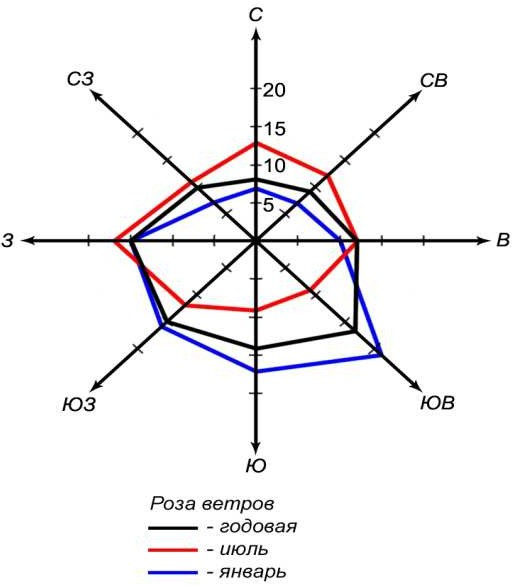 С
СЗ
СВ
20
15
10
5
З
В
ЮЗ
ЮВ
Ю
Роза ветров
- годовая
- июль
- январь